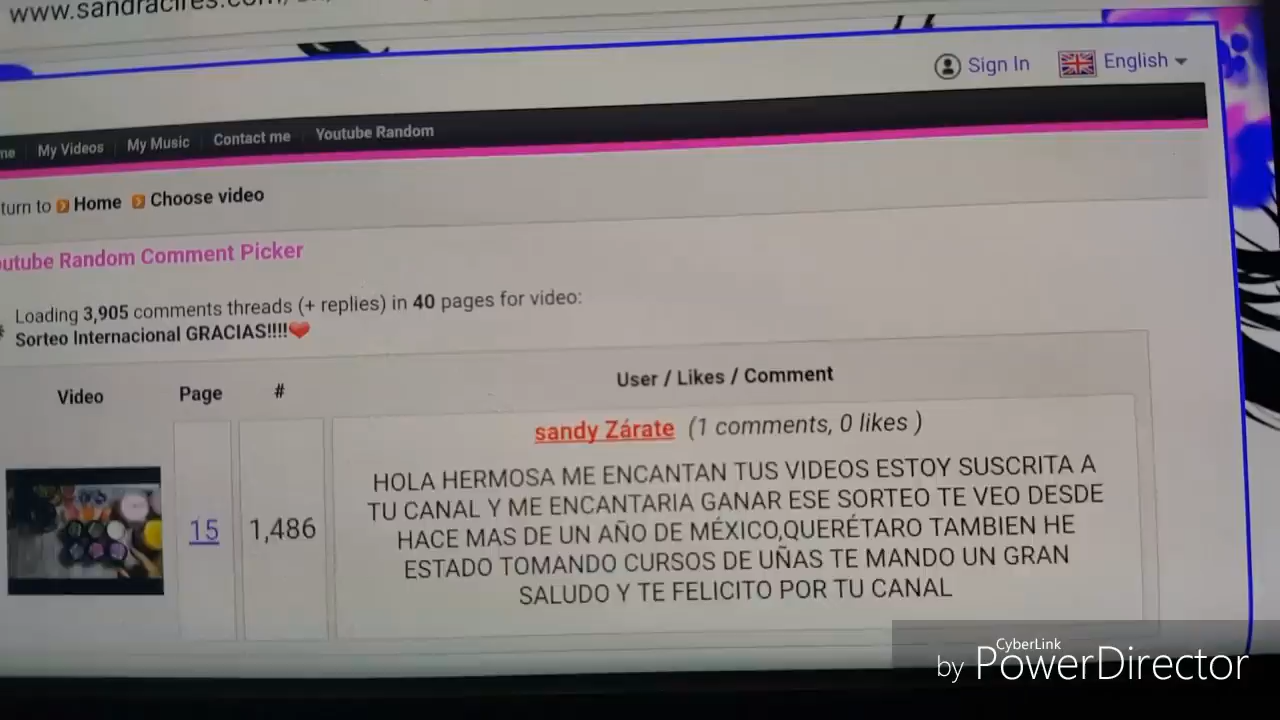 Sign In English
My Videos My Music Contact me Youtube Random
turn to Home Choose video
outube Random Comment Picker
Loading 3,905 comments threads (+ replies) in 40 pages for video:
Sorteo Internacional GRACIAS!!!!❤
Video Page # User / Likes / Comment
sandy Zárate (1 comments, 0 likes )
15 1,486
HOLA HERMOSA ME ENCANTAN TUS VIDEOS ESTOY SUSCRITA A
TU CANAL Y ME ENCANTARIA GANAR ESE SORTEO TE VEO DESDE
HACE MAS DE UN AÑO DE MÉXICO,QUERÉTARO TAMBIEN HE
ESTADO TOMANDO CURSOS DE UÑAS TE MANDO UN GRAN
SALUDO Y TE FELICITO POR TU CANAL
CyberLink
by PowerDirector